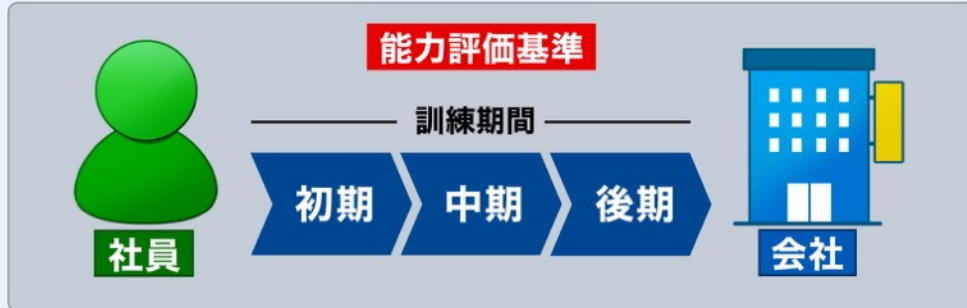 能力評価基準
訓練期間
初期 中期 後期
社員
会社